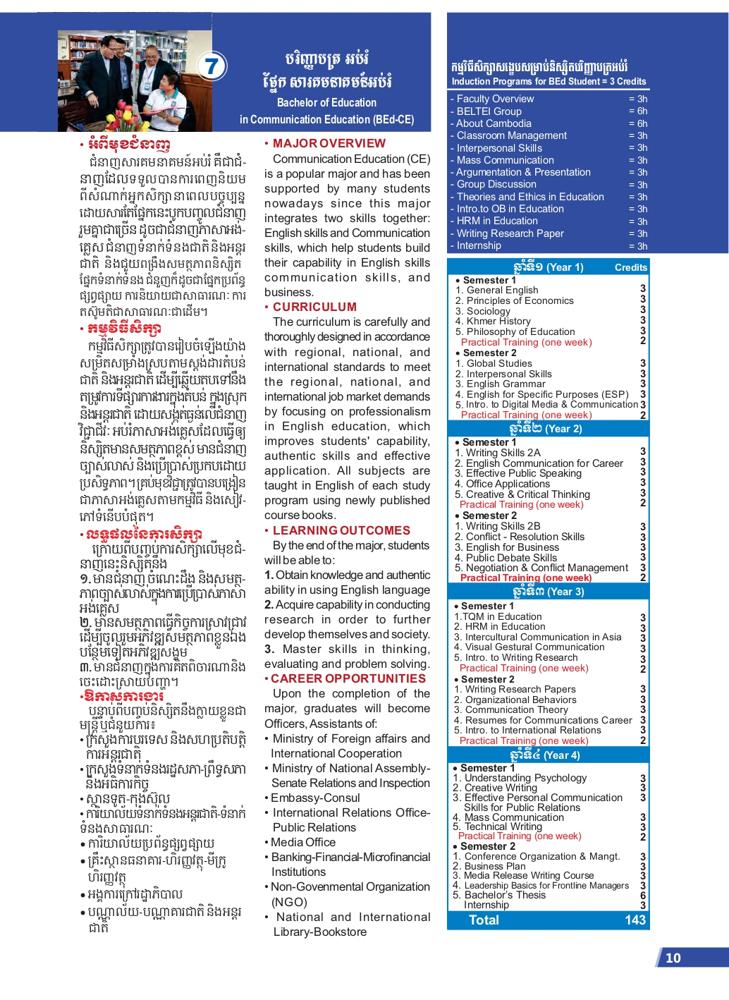 7
បរិញ្ញាបត្រ អប់រំ
ផ្នែក សារគមនាគមន៍អប់រំ
Bachelor of Education
in Communication Education (BEd-CE)
• អំពីមុខជំនាញ
ជំនាញសារគមនាគមន៍អប់រំ គឺជាជំ-
នាញដែលទទួលបានការពេញនិយម
ពីសំណាក់អ្នកសិក្សានាពេលបច្ចុប្បន្ន
ដោយសារតែផ្នែកនេះបូកបញ្ចូលជំនាញ
រួមគ្នាជាច្រើន ដូចជាជំនាញភាសាអង់-
គ្លេស ជំនាញទំនាក់ទំនងជាតិ និងអន្តរ
ជាតិ និងជួយពង្រឹងសមត្ថភាពនិស្សិត
ផ្នែកទំនាក់ទំនង ជំនួញក៏ដូចជាផ្នែកប្រព័ន្ធ
ផ្សព្វផ្សាយ ការនិយាយជាសាធារណៈ ការ
តស៊ូមតិជាសាធារណៈជាដើម។
• កម្មវិធីសិក្សា
កម្មវិធីសិក្សាត្រូវបានរៀបចំឡើងយ៉ាង
សម្រិតសម្រាំងស្របតាមស្តង់ដារតំបន់
ជាតិ និងអន្តរជាតិ ដើម្បីឆ្លើយតបទៅនឹង
តម្រូវការទីផ្សារការងារក្នុងតំបន់ ក្នុងស្រុក
និងអន្តរជាតិ ដោយសង្កត់ធ្ងន់លើជំនាញ
វិជ្ជាជីវៈ អប់រំភាសាអង់គ្លេសដែលធ្វើឲ្យ
និស្សិតមានសមត្ថភាពខ្ពស់ មានជំនាញ
ច្បាស់លាស់ និងប្រើប្រាស់ប្រកបដោយ
ប្រសិទ្ធភាព។ គ្រប់មុខវិជ្ជាត្រូវបានបង្រៀន
ជាភាសាអង់គ្លេសតាមកម្មវិធី និងសៀវ-
ភៅទំនើបបំផុត។
• លទ្ធផលនៃការសិក្សា
ក្រោយពីបញ្ចប់ការសិក្សាលើមុខជំ-
នាញនេះនិស្សិតនឹង
១. មានជំនាញ ចំណេះដឹង និងសមត្ថ-
ភាពច្បាស់លាស់ក្នុងការប្រើប្រាស់ភាសា
អង់គ្លេស
២. មានសមត្ថភាពធ្វើកិច្ចការស្រាវជ្រាវ
ដើម្បីចូលរួមអភិវឌ្ឍសមត្ថភាពខ្លួនឯង
បន្ថែមទៀតអភិវឌ្ឍសង្គម
៣. មានជំនាញក្នុងការគិតពិចារណានិង
ចេះដោះស្រាយបញ្ហា។
• ឱកាសការងារ
បន្ទាប់ពីបញ្ចប់និស្សិតនឹងក្លាយខ្លួនជា
មន្ត្រីឬជំនួយការ៖
• ក្រសួងការបរទេស និងសហប្រតិបត្តិ
ការអន្តរជាតិ
• ក្រសួងទំនាក់ទំនងរដ្ឋសភា-ព្រឹទ្ធសភា
និងអធិការកិច្ច
• ស្ថានទូត-កុងស៊ុល
• ការិយាល័យទំនាក់ទំនងអន្តរជាតិ-ទំនាក់
ទំនងសាធារណៈ
• ការិយាល័យប្រព័ន្ធផ្សព្វផ្សាយ
• គ្រឹះស្ថានធនាគារ-ហិរញ្ញវត្ថុ-មីក្រូ
ហិរញ្ញវត្ថុ
• អង្គការក្រៅរដ្ឋាភិបាល
• បណ្ណាល័យ-បណ្ណាគារជាតិ និងអន្តរ
ជាតិ
• MAJOR OVERVIEW
Communication Education (CE)
is a popular major and has been
supported by many students
nowadays since this major
integrates two skills together:
English skills and Communication
skills, which help students build
their capability in English skills
communication skills, and
business.
• CURRICULUM
The curriculum is carefully and
thoroughly designed in accordance
with regional, national, and
international standards to meet
the regional, national, and
international job market demands
by focusing on professionalism
in English education, which
improves students' capability,
authentic skills and effective
application. All subjects are
taught in English of each study
program using newly published
course books.
• LEARNING OUTCOMES
By the end of the major, students
will be able to:
1. Obtain knowledge and authentic
ability in using English language
2. Acquire capability in conducting
research in order to further
develop themselves and society.
3. Master skills in thinking,
evaluating and problem solving.
• CAREER OPPORTUNITIES
Upon the completion of the
major, graduates will become
Officers, Assistants of:
• Ministry of Foreign affairs and
International Cooperation
• Ministry of National Assembly-
Senate Relations and Inspection
• Embassy-Consul
• International Relations Office-
Public Relations
• Media Office
• Banking-Financial-Microfinancial
Institutions
• Non-Govenmental Organization
(NGO)
• National and International
Library-Bookstore
កម្មវិធីសិក្សាសង្ខេបសម្រាប់និស្សិតបរិញ្ញាបត្រអប់រំ
Induction Programs for BEd Student = 3 Credits
- Faculty Overview = 3h
- BELTEI Group = 6h
- About Cambodia = 6h
- Classroom Management = 3h
- Interpersonal Skills = 3h
- Mass Communication = 3h
- Argumentation & Presentation = 3h
- Group Discussion = 3h
- Theories and Ethics in Education = 3h
- Intro.to OB in Education = 3h
- HRM in Education = 3h
- Writing Research Paper = 3h
- Internship = 3h
ឆ្នាំទី១ (Year 1) Credits
• Semester 1
1. General English 3
2. Principles of Economics 3
3. Sociology 3
4. Khmer History 3
5. Philosophy of Education 3
Practical Training (one week) 2
• Semester 2
1. Global Studies 3
2. Interpersonal Skills 3
3. English Grammar 3
4. English for Specific Purposes (ESP) 3
5. Intro. to Digital Media & Communication 3
Practical Training (one week) 2
ឆ្នាំទី២ (Year 2)
• Semester 1
1. Writing Skills 2A 3
2. English Communication for Career 3
3. Effective Public Speaking 3
4. Office Applications 3
5. Creative & Critical Thinking 3
Practical Training (one week) 2
• Semester 2
1. Writing Skills 2B 3
2. Conflict - Resolution Skills 3
3. English for Business 3
4. Public Debate Skills 3
5. Negotiation & Conflict Management 3
Practical Training (one week) 2
ឆ្នាំទី៣ (Year 3)
• Semester 1
1.TQM in Education 3
2. HRM in Education 3
3. Intercultural Communication in Asia 3
4. Visual Gestural Communication 3
5. Intro. to Writing Research 3
Practical Training (one week) 2
• Semester 2
1. Writing Research Papers 3
2. Organizational Behaviors 3
3. Communication Theory 3
4. Resumes for Communications Career 3
5. Intro. to International Relations 3
Practical Training (one week) 2
ឆ្នាំទី៤ (Year 4)
• Semester 1
1. Understanding Psychology 3
2. Creative Writing 3
3. Effective Personal Communication 3
Skills for Public Relations
4. Mass Communication 3
5. Technical Writing 3
Practical Training (one week) 2
• Semester 2
1. Conference Organization & Mangt. 3
2. Business Plan 3
3. Media Release Writing Course 3
4. Leadership Basics for Frontline Managers 3
5. Bachelor's Thesis 6
Internship 3
Total 143
10